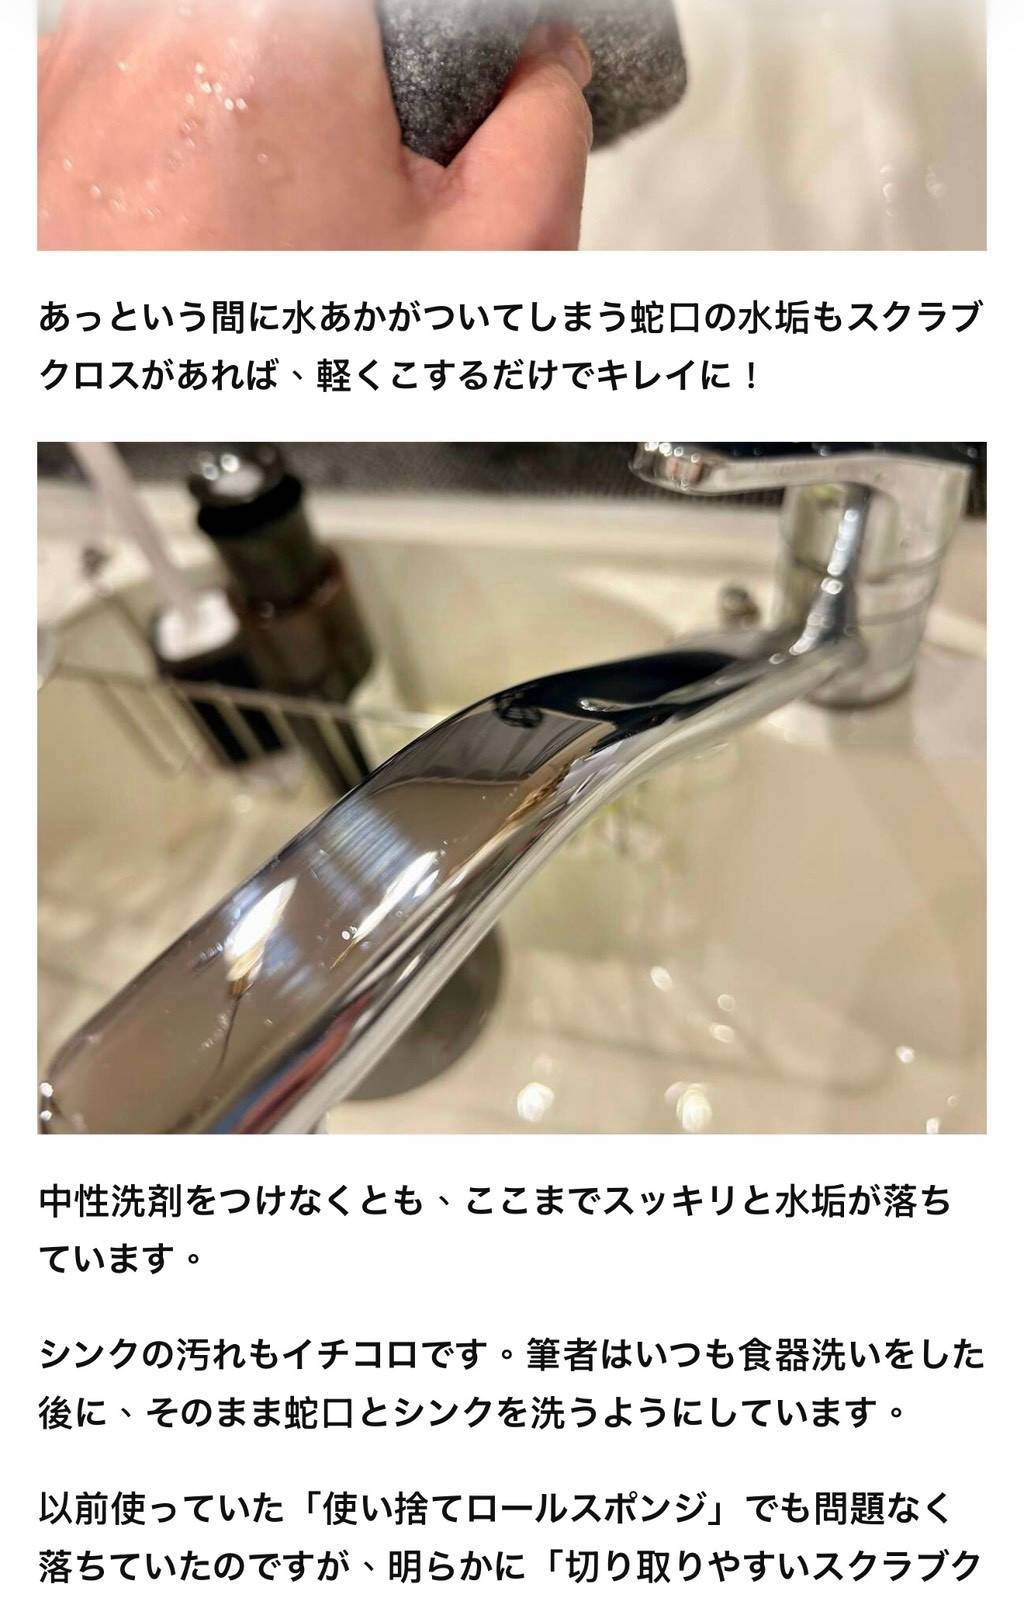 あっという間に水あかがついてしまう蛇口の水垢もスクラブ
クロスがあれば、軽くこするだけでキレイに！
中性洗剤をつけなくとも、ここまでスッキリと水垢が落ち
ています。
シンクの汚れもイチコロです。筆者はいつも食器洗いをした
後に、そのまま蛇口とシンクを洗うようにしています。
以前使っていた「使い捨てロールスポンジ」でも問題なく
落ちていたのですが、明らかに「切り取りやすいスクラブク